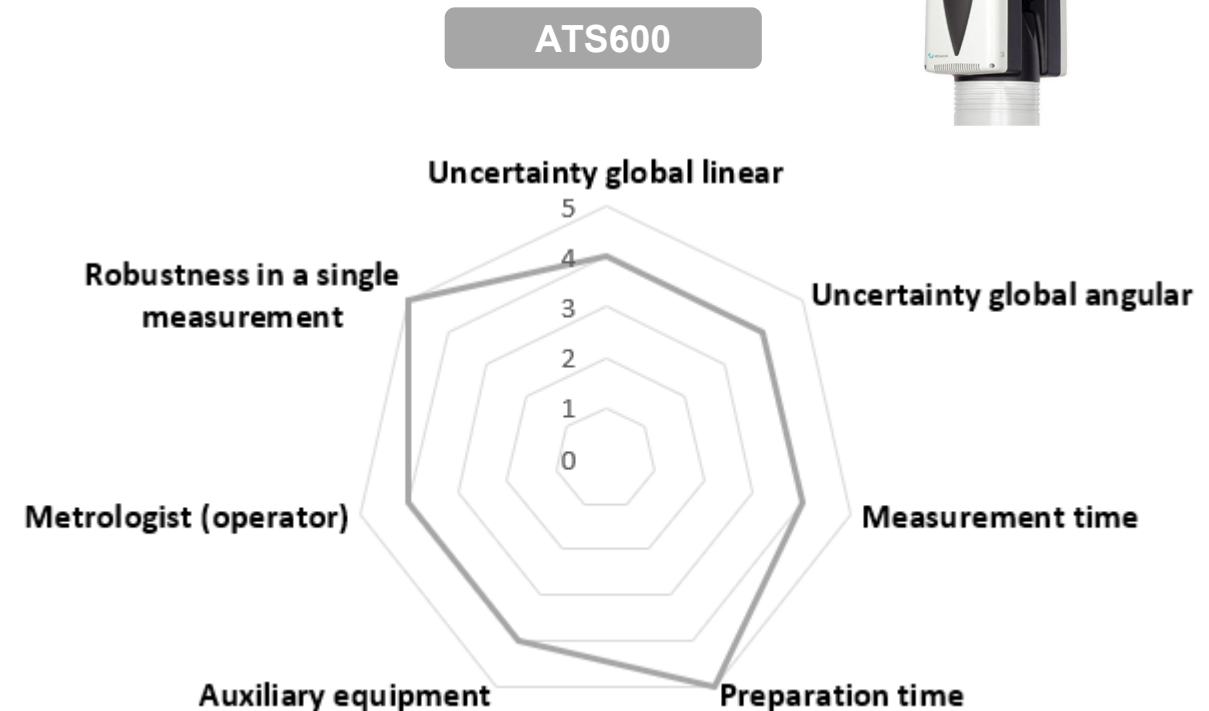 ATS600
Uncertainty global linear
5
4
3
2
1
0
Robustness in a single
measurement
Uncertainty global angular
Metrologist (operator)
Measurement time
Auxiliary equipment
Preparation time